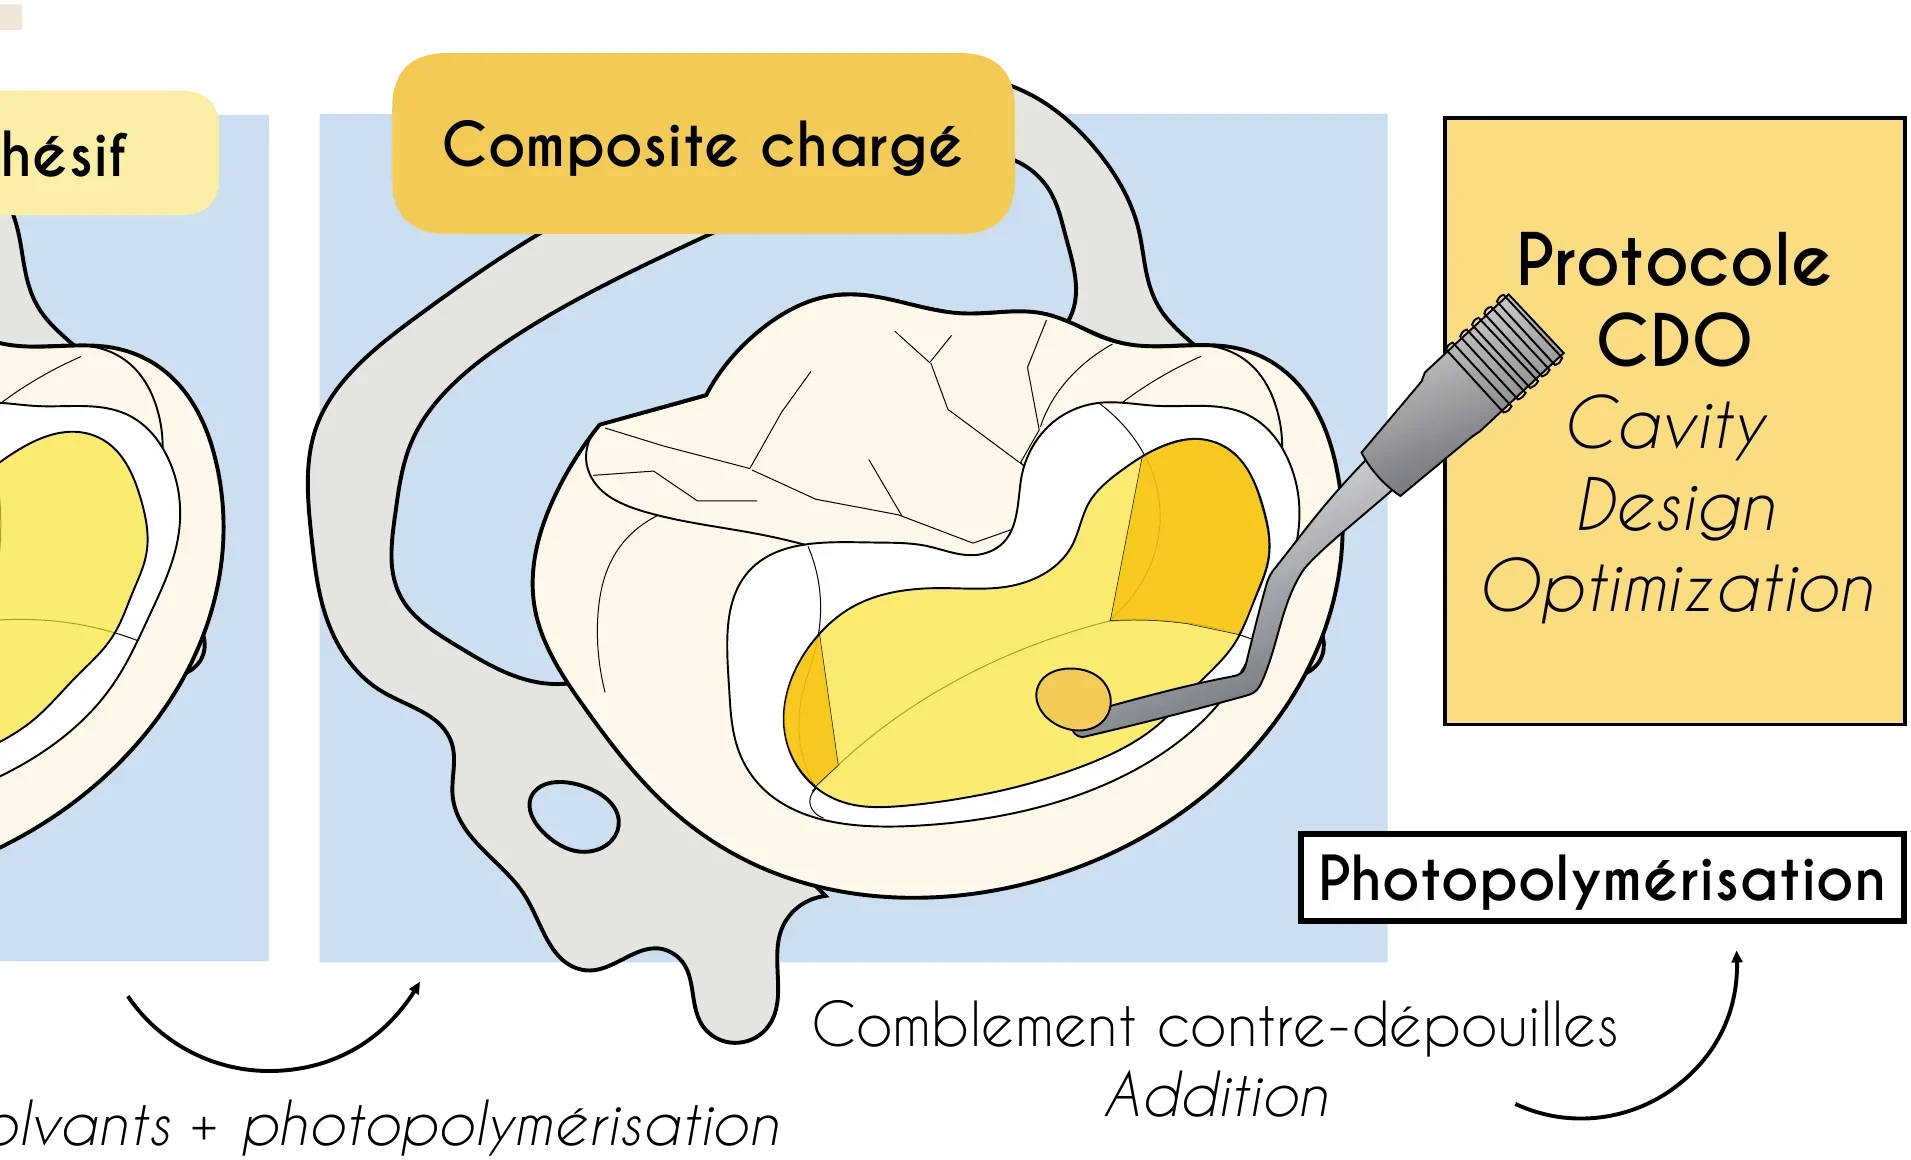 hésif
Composite chargé
Protocole
CDO
Cavity
Design
Optimization
Photopolymérisation
Comblement contre-dépouilles
Addition
olvants + photopolymérisation